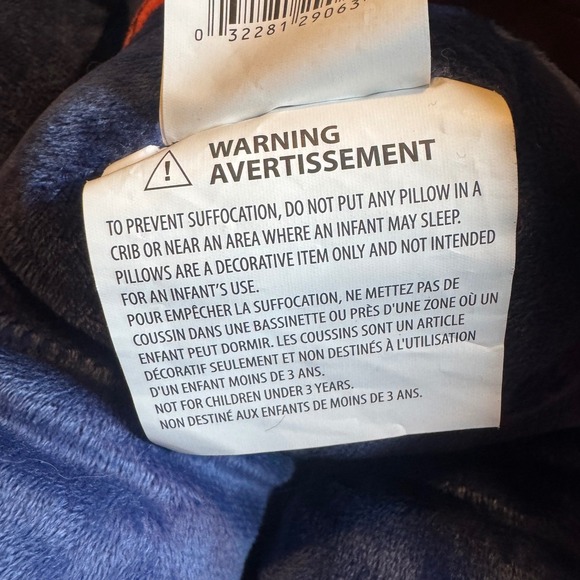 0 32281 29063
WARNING
AVERTISSEMENT
TO PREVENT SUFFOCATION, DO NOT PUT ANY PILLOW IN A
CRIB OR NEAR AN AREA WHERE AN INFANT MAY SLEEP.
PILLOWS ARE A DECORATIVE ITEM ONLY AND NOT INTENDED
FOR AN INFANT'S USE.
POUR EMPÊCHER LA SUFFOCATION, NE METTEZ PAS DE
COUSSIN DANS UNE BASSINETTE OU PRÈS D'UNE ZONE OÙ UN
ENFANT PEUT DORMIR. LES COUSSINS SONT UN ARTICLE
DÉCORATIF SEULEMENT ET NON DESTINÉS À L'UTILISATION
D'UN ENFANT MOINS DE 3 ANS.
NOT FOR CHILDREN UNDER 3 YEARS.
NON DESTINÉ AUX ENFANTS DE MOINS DE 3 ANS.